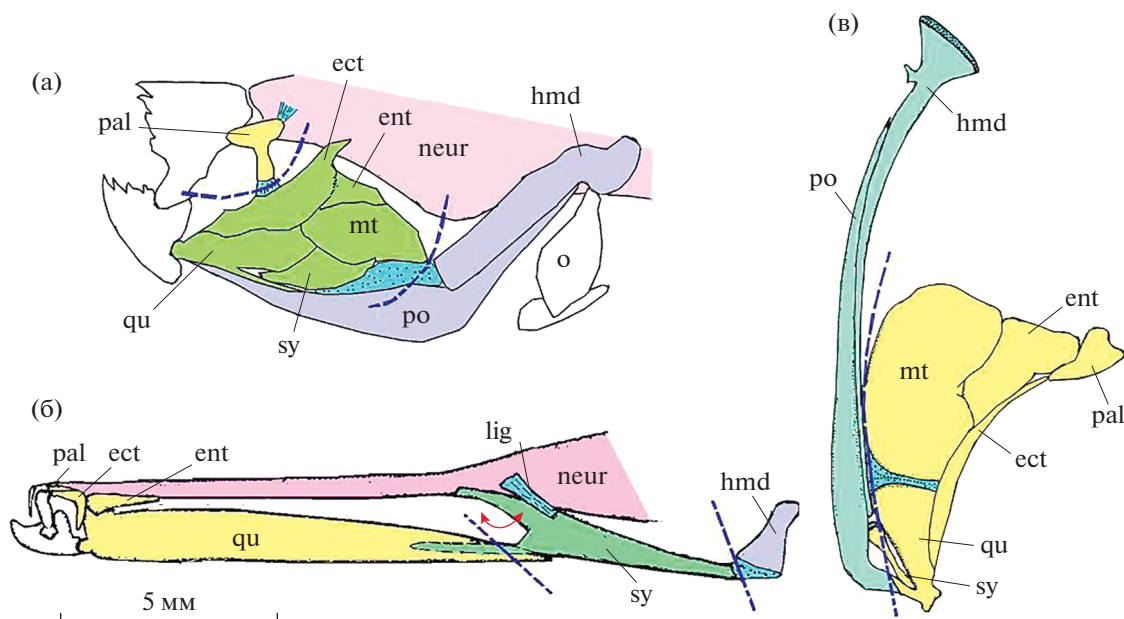 (а)
ect
pal
ent
hmd
neur
mt
o
qu
sy
po
(б)
pal
ect
ent
lig
neur
hmd
qu
sy
5 мм
(в)
hmd
po
ent
mt
pal
ect
qu
sy